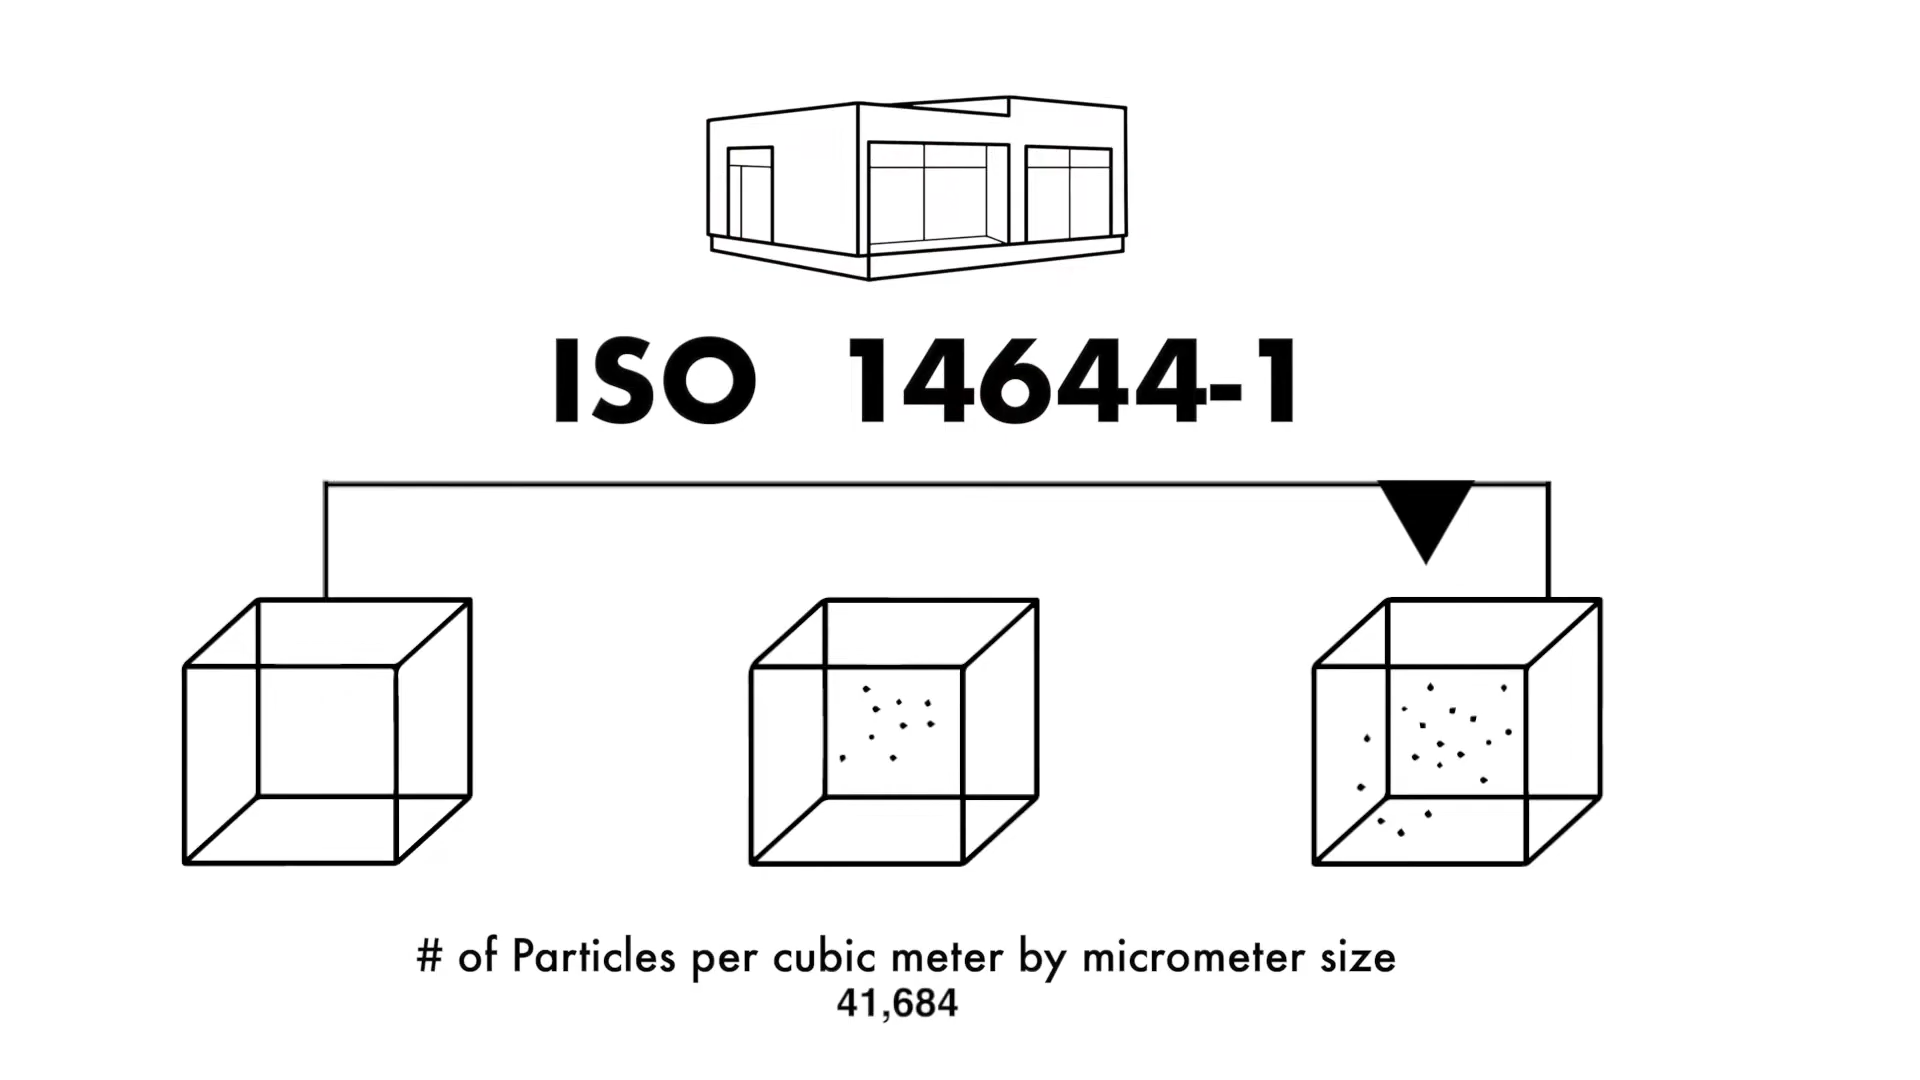 ISO 14644-1
# of Particles per cubic meter by micrometer size
41,684